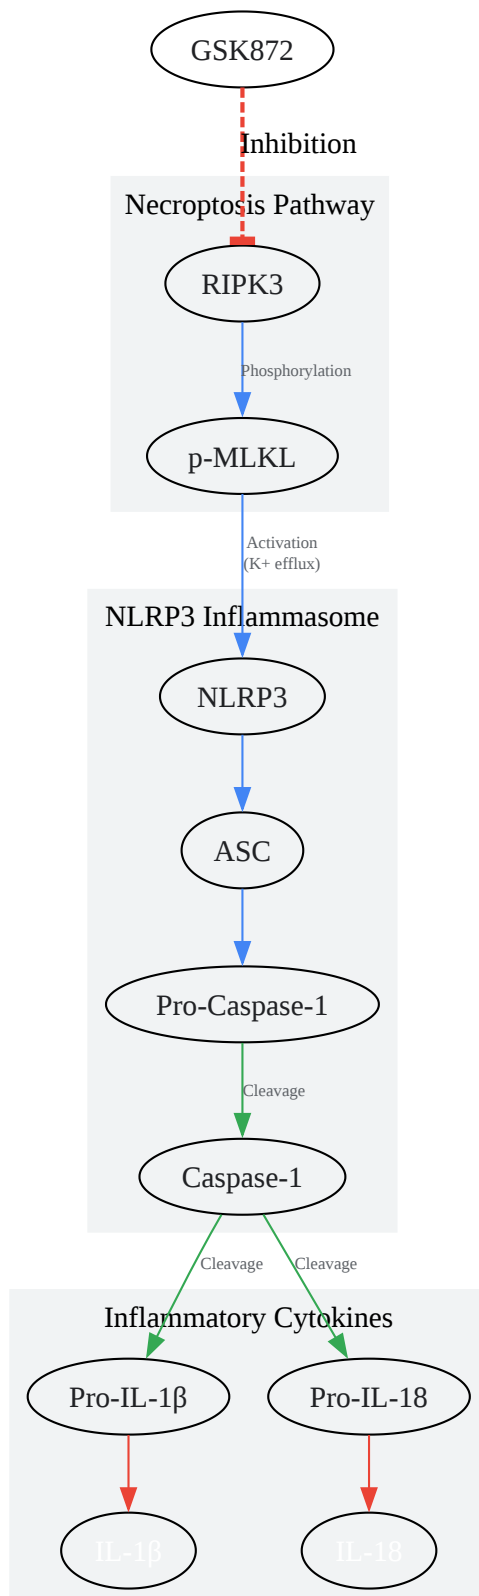 GSK872
Inhibition
Necroptosis Pathway
RIPK3
Phosphorylation
p-MLKL
Activation
(K+ efflux)
NLRP3 Inflammasome
NLRP3
ASC
Pro-Caspase-1
Cleavage
Caspase-1
Cleavage
Cleavage
Inflammatory Cytokines
Pro-IL-1β
Pro-IL-18
IL-1β
IL-18